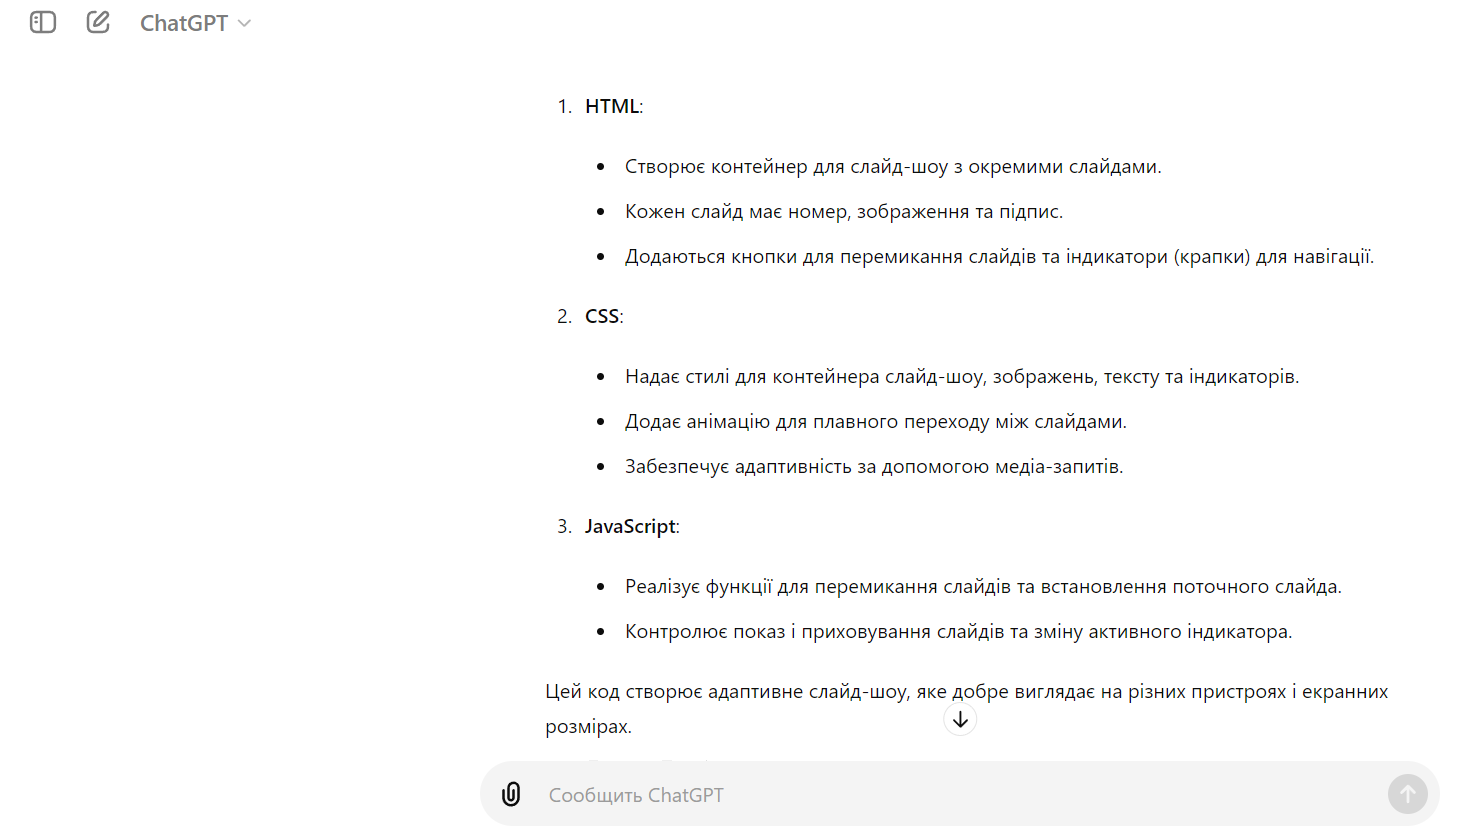 ChatGPT
1. HTML:
• Створює контейнер для слайд-шоу з окремими слайдами.
• Кожен слайд має номер, зображення та підпис.
• Додаються кнопки для перемикання слайдів та індикатори (крапки) для навігації.
2. CSS:
• Надає стилі для контейнера слайд-шоу, зображень, тексту та індикаторів.
• Додає анімацію для плавного переходу між слайдами.
• Забезпечує адаптивність за допомогою медіа-запитів.
3. JavaScript:
• Реалізує функції для перемикання слайдів та встановлення поточного слайда.
• Контролює показ і приховування слайдів та зміну активного індикатора.
Цей код створює адаптивне слайд-шоу, яке добре виглядає на різних пристроях і екранних
розмірах.
Сообщить ChatGPT